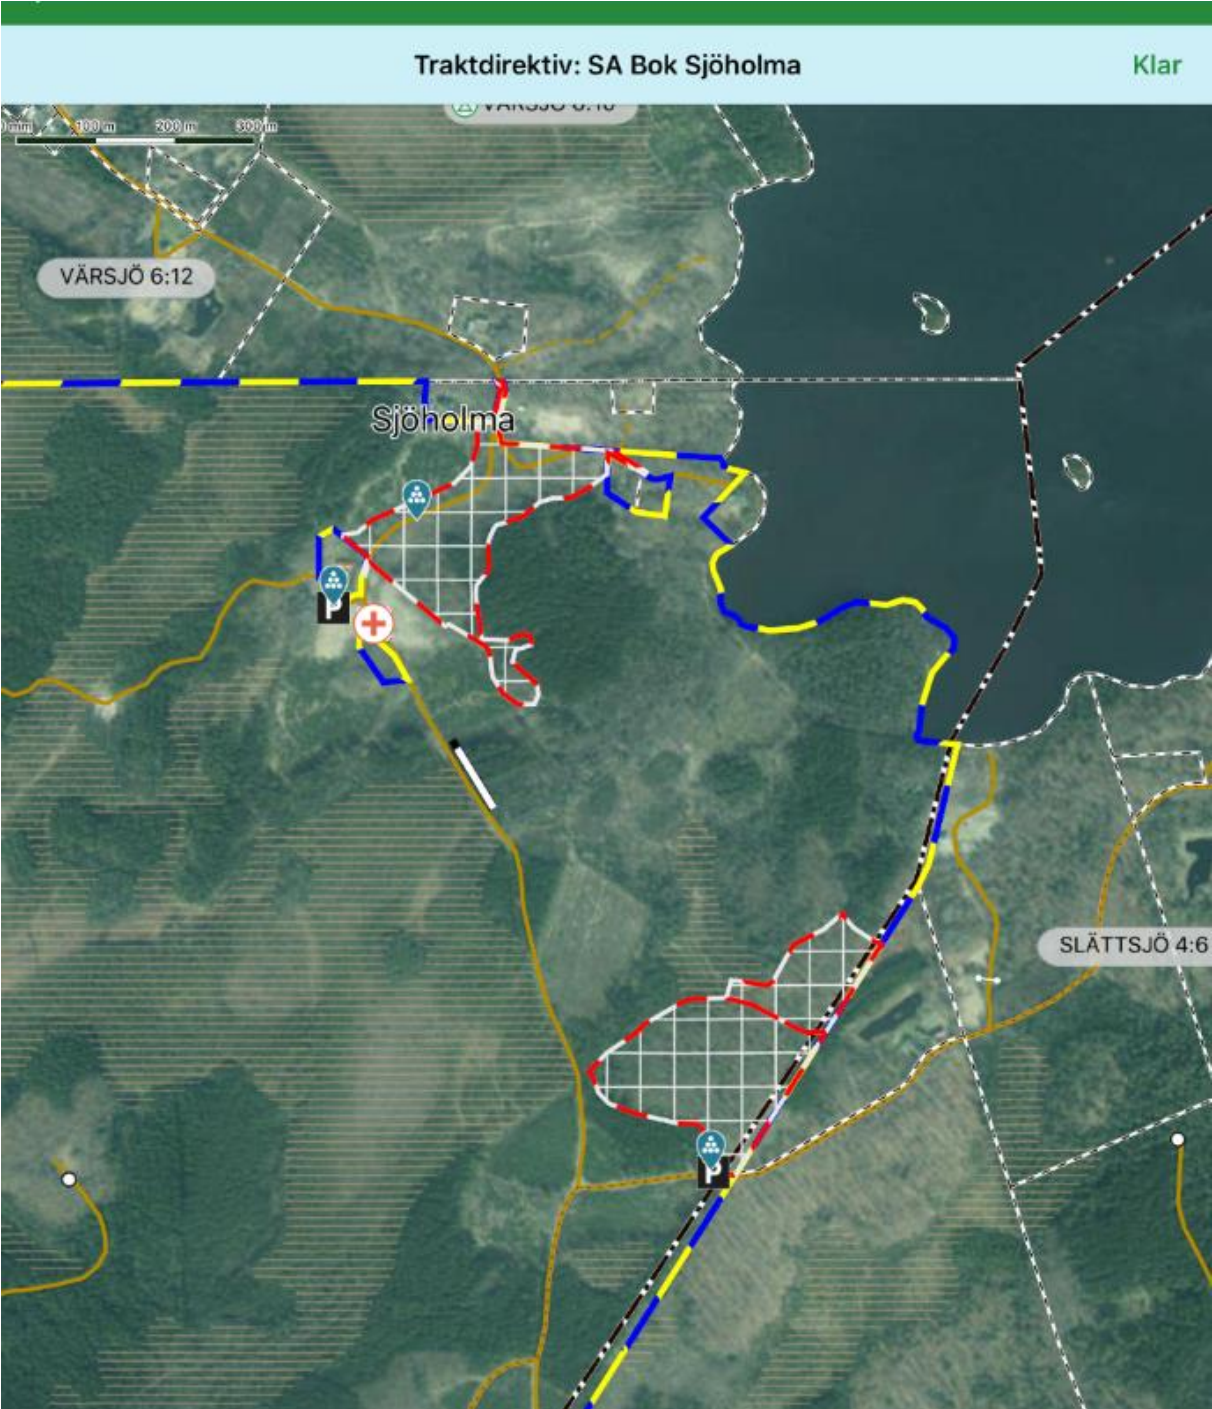 Traktdirektiv: SA Bok Sjöholma
Klar
100 m 200 m 300 m
VÄRSJÖ 6:12
Sjöholma
P
SLÄTTSJÖ 4:6
P